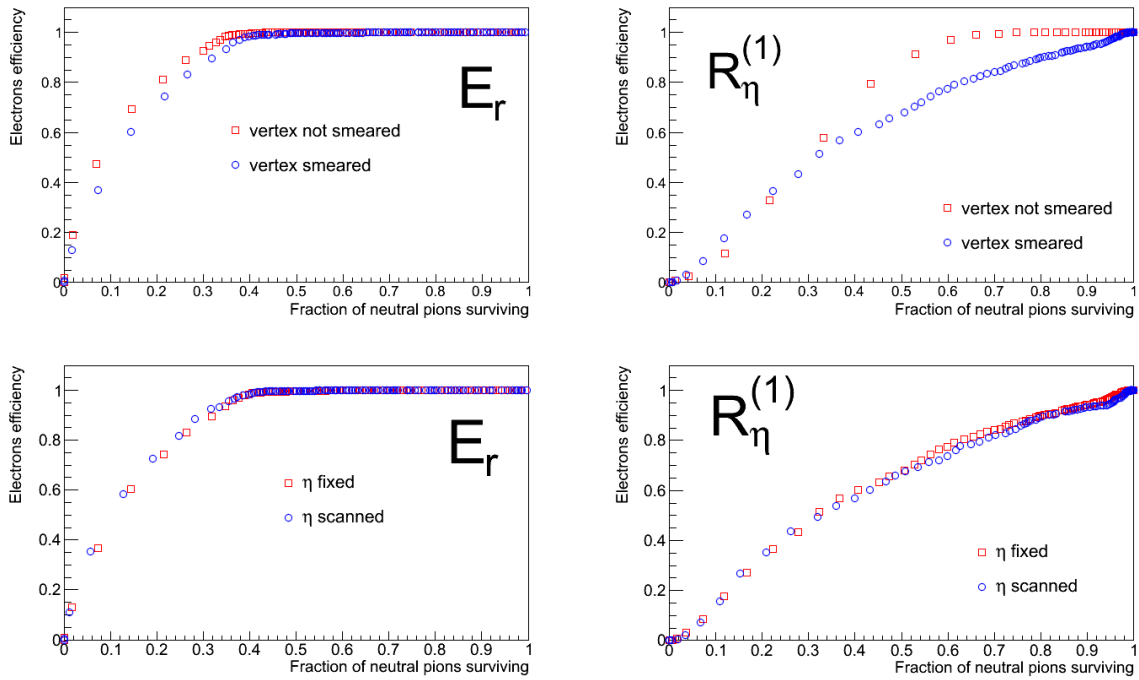 Electrons efficiency
1
0.8
0.6
0.4
0.2
0
E_r
vertex not smeared
vertex smeared
0 0.1 0.2 0.3 0.4 0.5 0.6 0.7 0.8 0.9 1
Fraction of neutral pions surviving
Electrons efficiency
1
0.8
0.6
0.4
0.2
0
R_η^(1)
vertex not smeared
vertex smeared
0 0.1 0.2 0.3 0.4 0.5 0.6 0.7 0.8 0.9 1
Fraction of neutral pions surviving
Electrons efficiency
1
0.8
0.6
0.4
0.2
0
E_r
η fixed
η scanned
0 0.1 0.2 0.3 0.4 0.5 0.6 0.7 0.8 0.9 1
Fraction of neutral pions surviving
Electrons efficiency
1
0.8
0.6
0.4
0.2
0
R_η^(1)
η fixed
η scanned
0 0.1 0.2 0.3 0.4 0.5 0.6 0.7 0.8 0.9 1
Fraction of neutral pions surviving